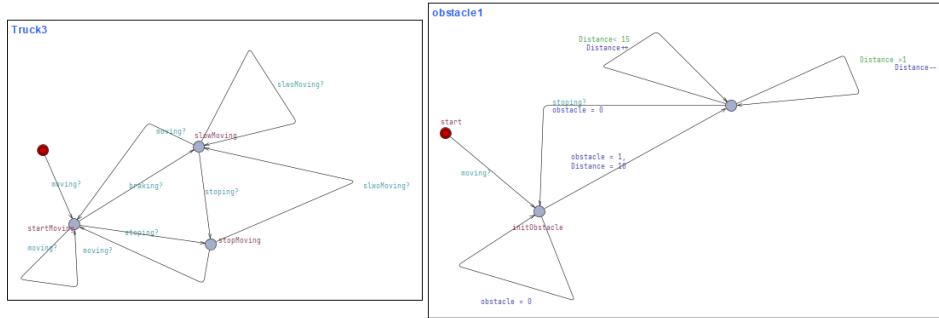 Truck3
slwoMoving?
moving?
slowMoving
moving?
braking?
stoping?
slwoMoving?
startMoving
stoping?
stopMoving
moving?
moving?
obstacle1
Distance< 15
Distance++
Distance >1
Distance--
start
stoping?
obstacle = 0
obstacle = 1,
Distance = 10
moving?
initObstacle
obstacle = 0